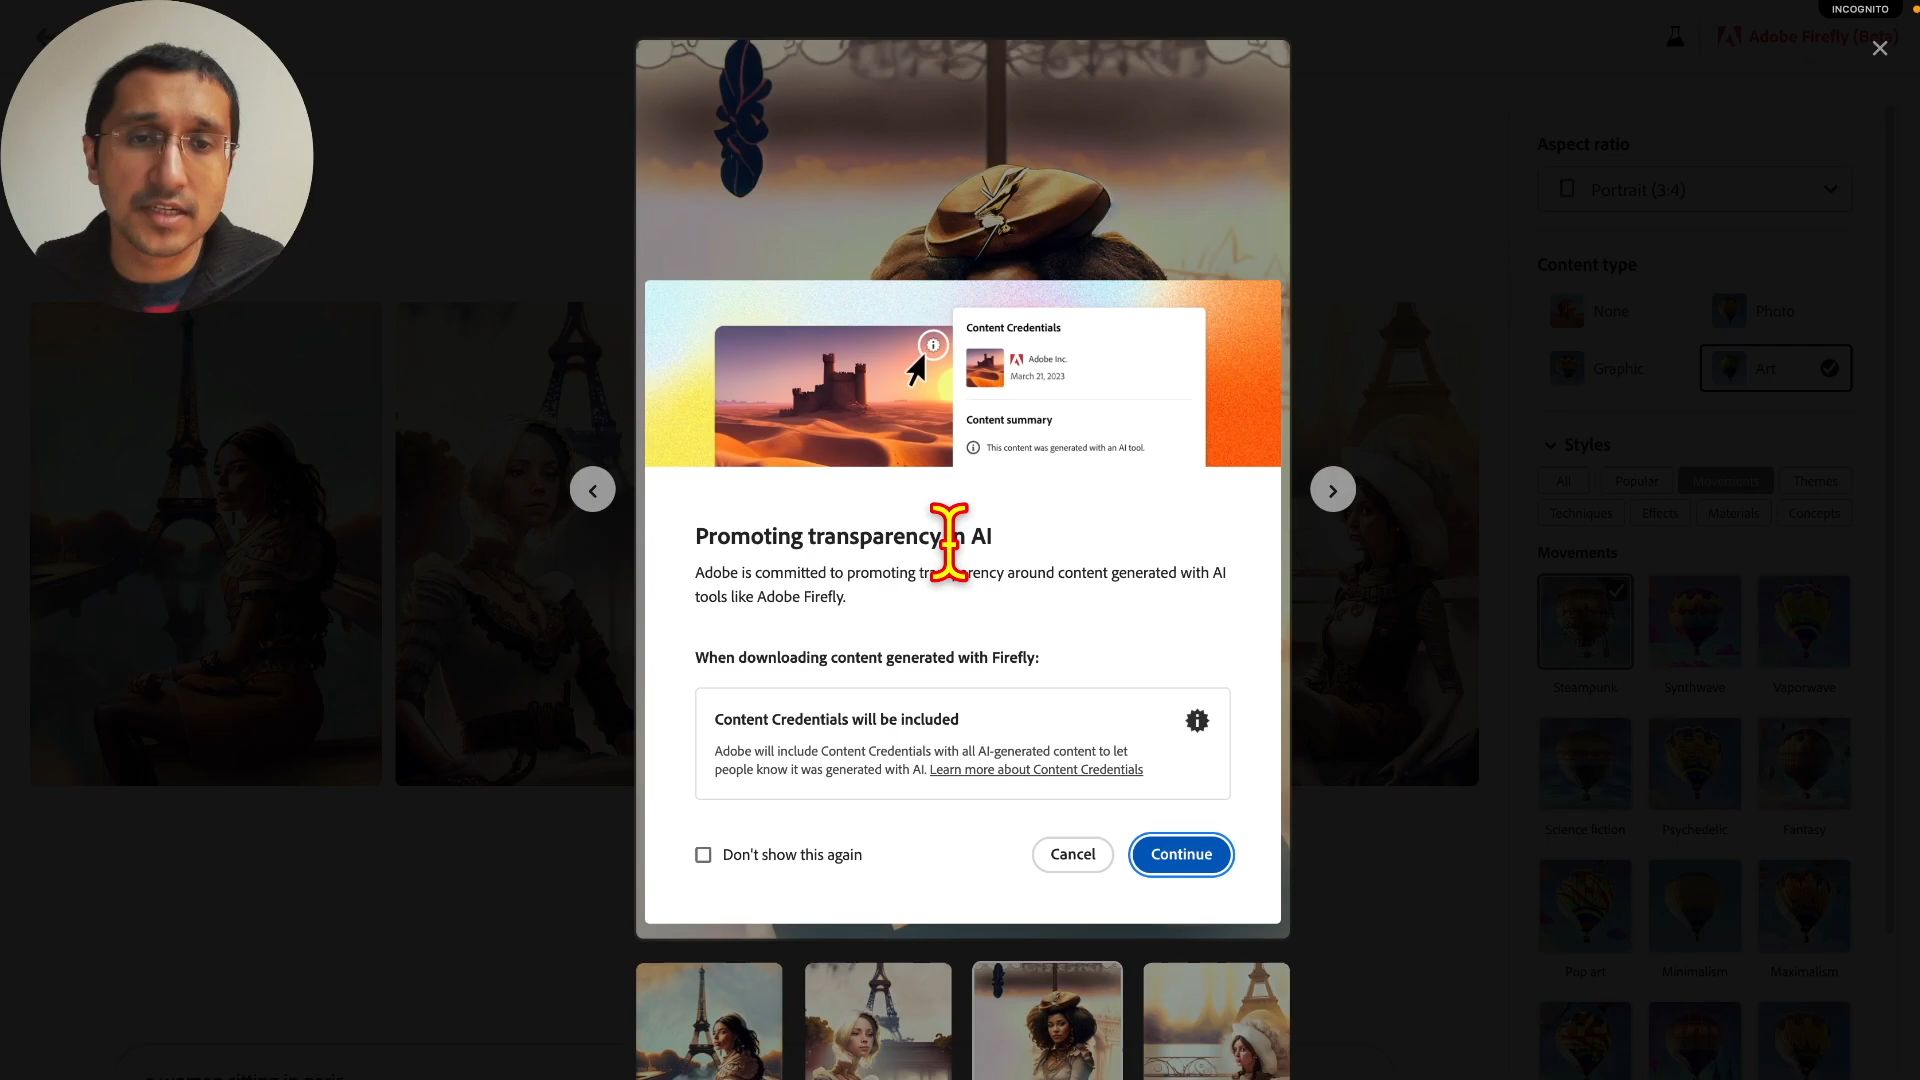 INCOGNITO
Adobe Firefly (Beta)
Aspect ratio
Portrait (3:4)
Content type
None
Photo
Graphic
Art
Styles
All
Popular
Movements
Themes
Techniques
Effects
Materials
Concepts
Movements
Steampunk
Synthwave
Vaporwave
Science fiction
Psychedelic
Fantasy
Pop art
Minimalism
Maximalism
Content Credentials
Adobe Inc.
March 21, 2023
Content summary
This content was generated with an AI tool.
Promoting transparency in AI
Adobe is committed to promoting transparency around content generated with AI
tools like Adobe Firefly.
When downloading content generated with Firefly:
Content Credentials will be included
Adobe will include Content Credentials with all AI-generated content to let
people know it was generated with AI. Learn more about Content Credentials
Don't show this again
Cancel
Continue